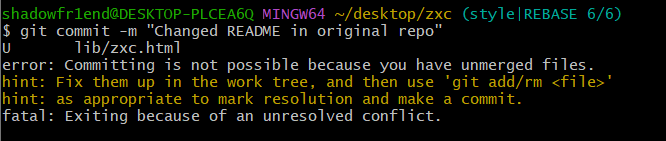 shadowfr1end@DESKTOP-PLCEA6Q MINGW64 ~/desktop/zxc (style|REBASE 6/6)
$ git commit -m "Changed README in original repo"
U       lib/zxc.html
error: Committing is not possible because you have unmerged files.
hint: Fix them up in the work tree, and then use 'git add/rm <file>'
hint: as appropriate to mark resolution and make a commit.
fatal: Exiting because of an unresolved conflict.